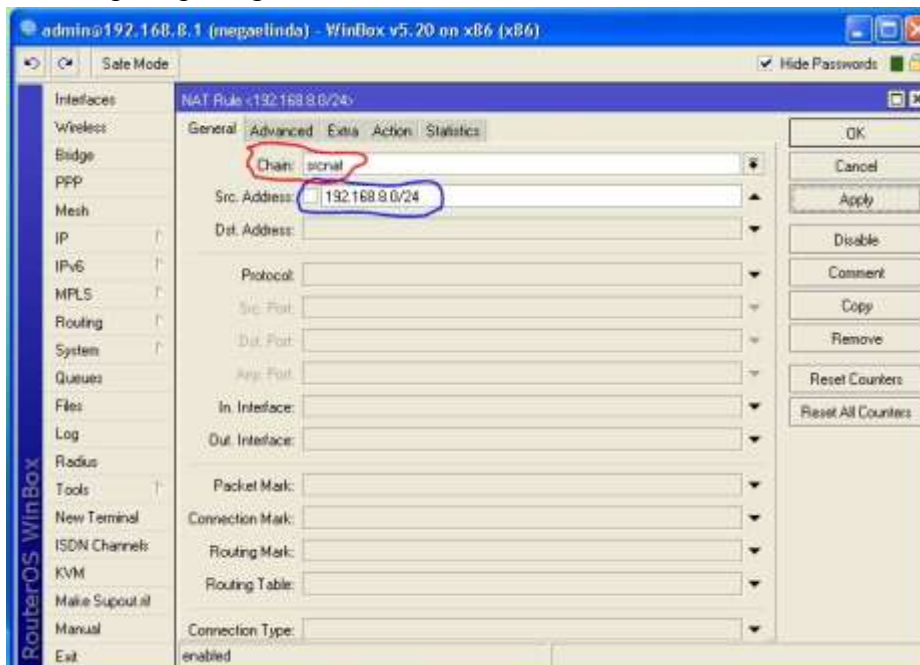 admin@192.168.8.1 (megaelinda) - WinBox v5.20 on x86 (x86)
Safe Mode
Hide Passwords
Interfaces
Wireless
Bridge
PPP
Mesh
IP
IPv6
MPLS
Routing
System
Queues
Files
Log
Radius
Tools
New Terminal
ISDN Channels
KVM
Make Supout.rif
Manual
Exit
RouterOS WinBox
NAT Rule <192.168.8.0/24>
General Advanced Extra Action Statistics
Chain: srcnat
Src. Address: 192.168.8.0/24
Dst. Address:
Protocol:
Src. Port:
Dst. Port:
Any. Port:
In. Interface:
Out. Interface:
Packet Mark:
Connection Mark:
Routing Mark:
Routing Table:
Connection Type:
enabled
OK
Cancel
Apply
Disable
Comment
Copy
Remove
Reset Counters
Reset All Counters